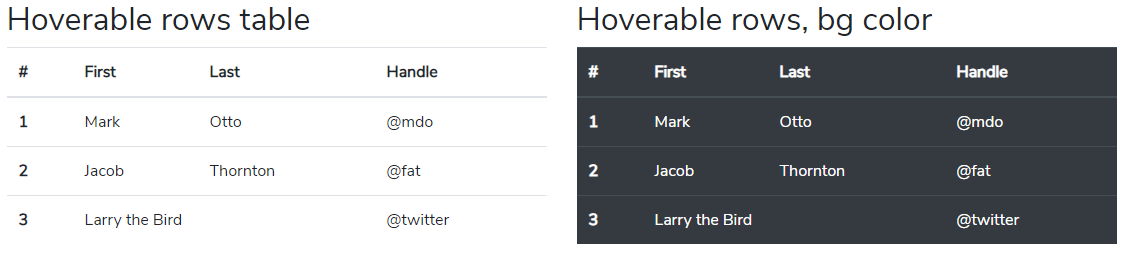 Hoverable rows table
# First Last Handle
1 Mark Otto @mdo
2 Jacob Thornton @fat
3 Larry the Bird @twitter
Hoverable rows, bg color
# First Last Handle
1 Mark Otto @mdo
2 Jacob Thornton @fat
3 Larry the Bird @twitter